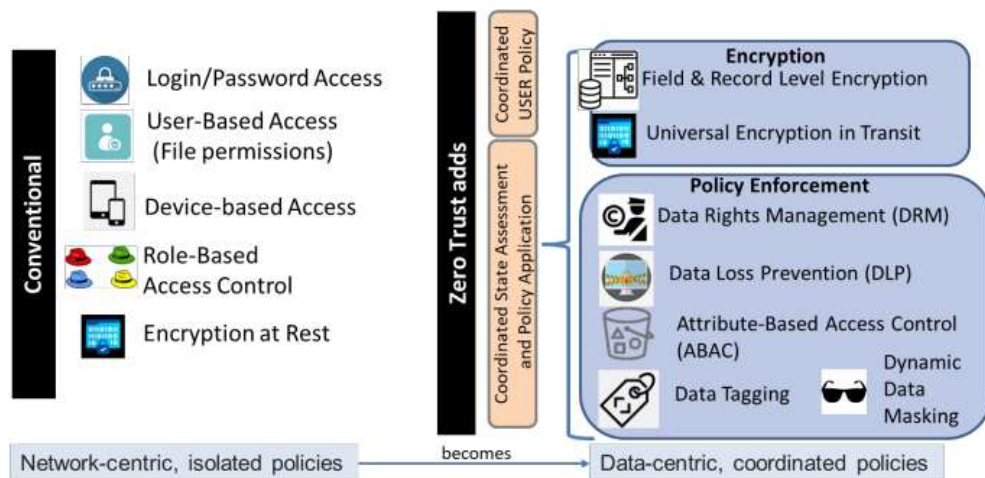 Conventional
Login/Password Access
User-Based Access
(File permissions)
Device-based Access
Role-Based
Access Control
Encryption at Rest
Zero Trust adds
Coordinated
USER Policy
Coordinated State Assessment
and Policy Application
Encryption
Field & Record Level Encryption
Universal Encryption in Transit
Policy Enforcement
Data Rights Management (DRM)
Data Loss Prevention (DLP)
Attribute-Based Access Control
(ABAC)
Data Tagging
Dynamic
Data
Masking
Network-centric, isolated policies
becomes
Data-centric, coordinated policies